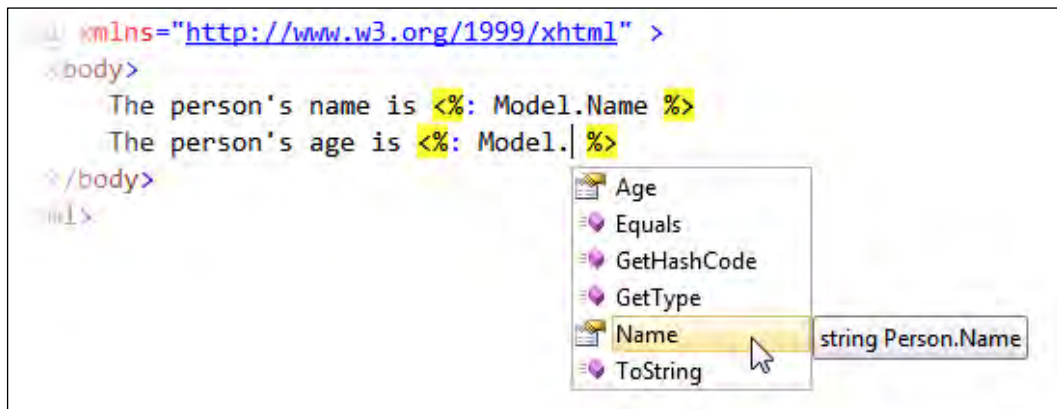 xmlns="http://www.w3.org/1999/xhtml" >
<body>
The person's name is <%: Model.Name %>
The person's age is <%: Model. %>
</body>
Age
Equals
GetHashCode
GetType
Name
string Person.Name
ToString